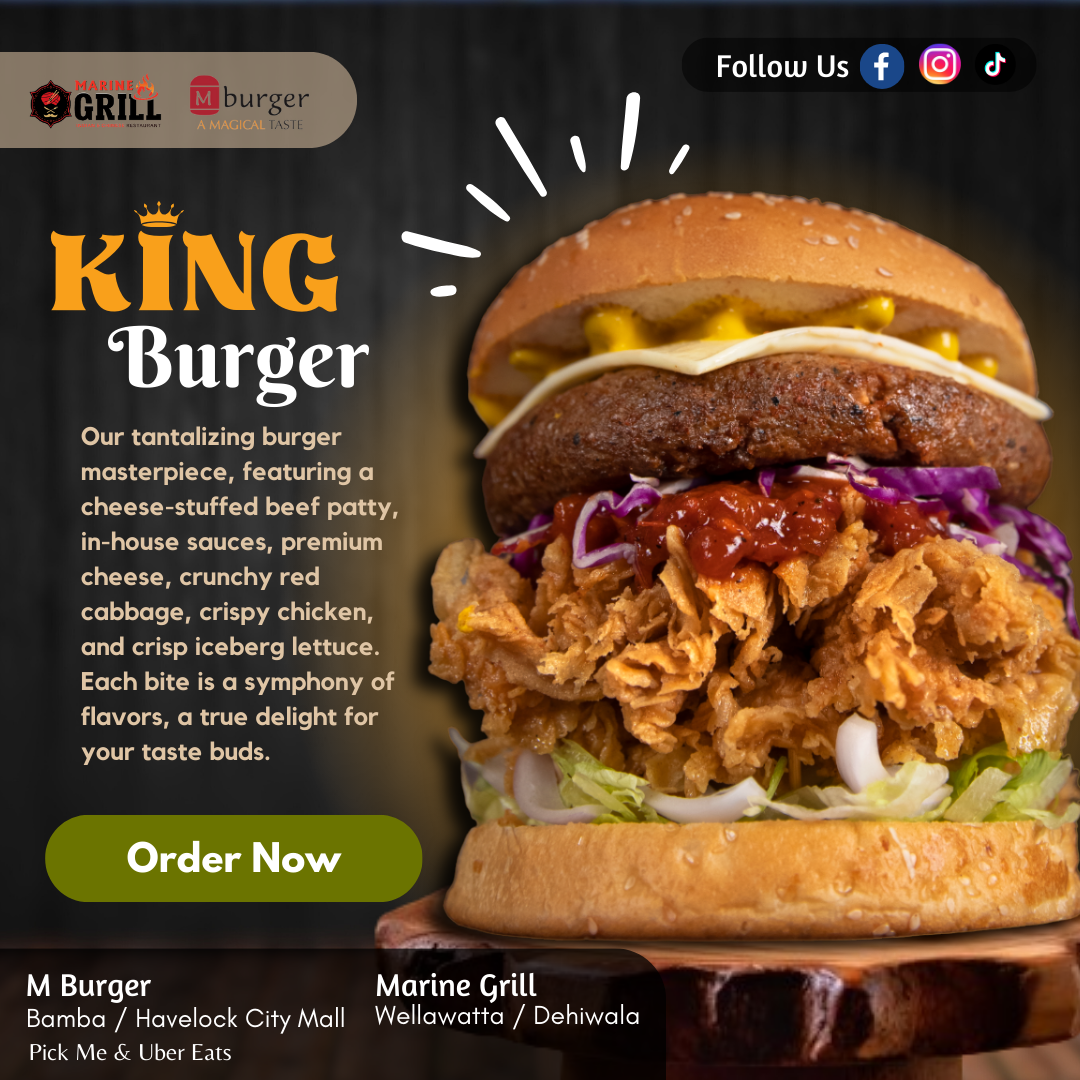 Follow Us
MARINE
GRILL
RESTAURANT
M burger
A MAGICAL TASTE
KING
Burger
Our tantalizing burger
masterpiece, featuring a
cheese-stuffed beef patty,
in-house sauces, premium
cheese, crunchy red
cabbage, crispy chicken,
and crisp iceberg lettuce.
Each bite is a symphony of
flavors, a true delight for
your taste buds.
Order Now
M Burger
Bamba / Havelock City Mall
Pick Me & Uber Eats
Marine Grill
Wellawatta / Dehiwala